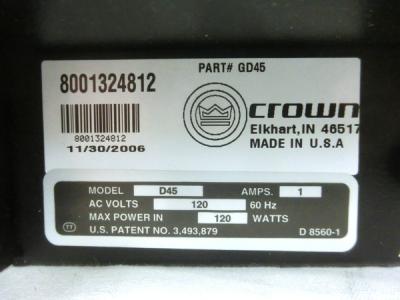 PART# GD45
8001324812
8001324812
11/30/2006
crown
Elkhart, IN 46517
MADE IN U.S.A
MODEL D45 AMPS. 1
AC VOLTS 120 60 Hz
MAX POWER IN 120 WATTS
U.S. PATENT NO. 3,493,879 D 8560-1